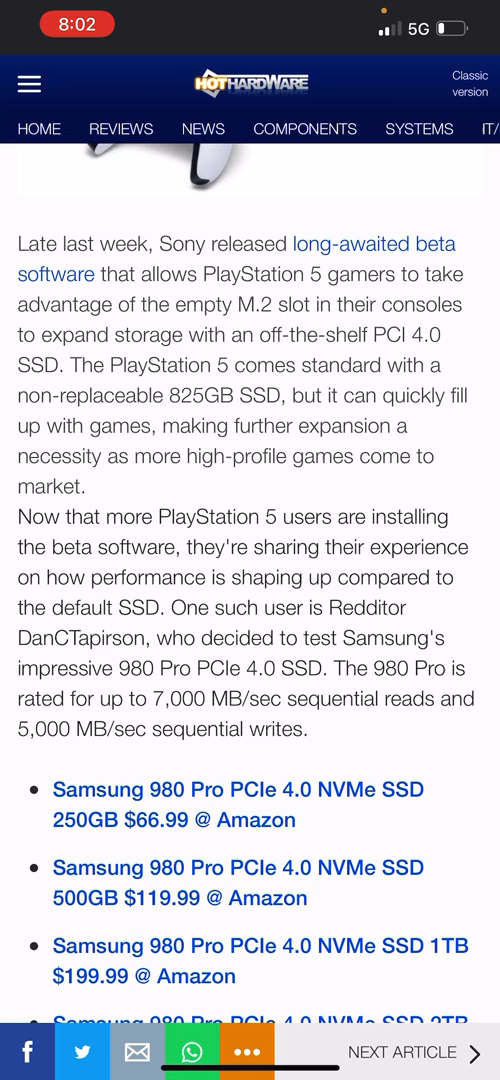 8:02
5G
HOTHARDWARE
Classic
version
HOME REVIEWS NEWS COMPONENTS SYSTEMS IT/
Late last week, Sony released long-awaited beta
software that allows PlayStation 5 gamers to take
advantage of the empty M.2 slot in their consoles
to expand storage with an off-the-shelf PCI 4.0
SSD. The PlayStation 5 comes standard with a
non-replaceable 825GB SSD, but it can quickly fill
up with games, making further expansion a
necessity as more high-profile games come to
market.
Now that more PlayStation 5 users are installing
the beta software, they're sharing their experience
on how performance is shaping up compared to
the default SSD. One such user is Redditor
DanCTapirson, who decided to test Samsung's
impressive 980 Pro PCIe 4.0 SSD. The 980 Pro is
rated for up to 7,000 MB/sec sequential reads and
5,000 MB/sec sequential writes.
• Samsung 980 Pro PCIe 4.0 NVMe SSD
250GB $66.99 @ Amazon
• Samsung 980 Pro PCIe 4.0 NVMe SSD
500GB $119.99 @ Amazon
• Samsung 980 Pro PCIe 4.0 NVMe SSD 1TB
$199.99 @ Amazon
• Samsung 980 Pro PCIe 4.0 NVMe SSD 2TB
NEXT ARTICLE